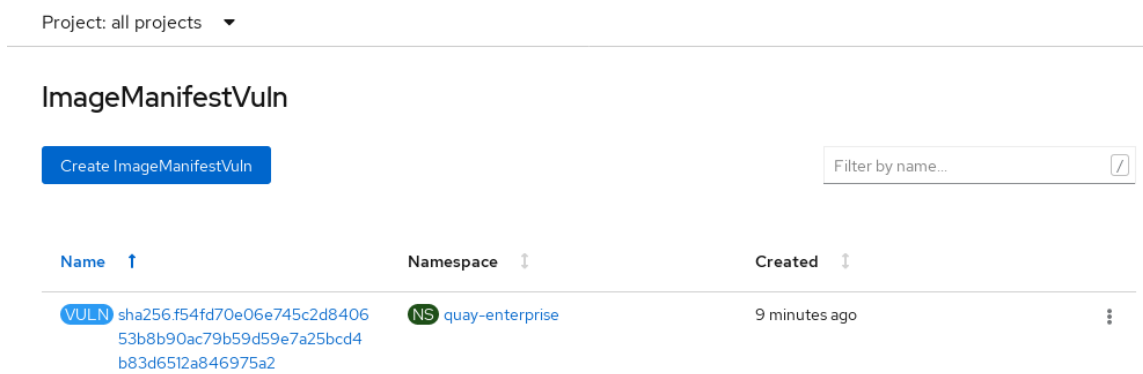 Project: all projects
ImageManifestVuln
Create ImageManifestVuln
Filter by name...
/
Name Namespace Created
VULN sha256.f54fd70e06e745c2d8406 NS quay-enterprise 9 minutes ago
53b8b90ac79b59d59e7a25bcd4
b83d6512a846975a2